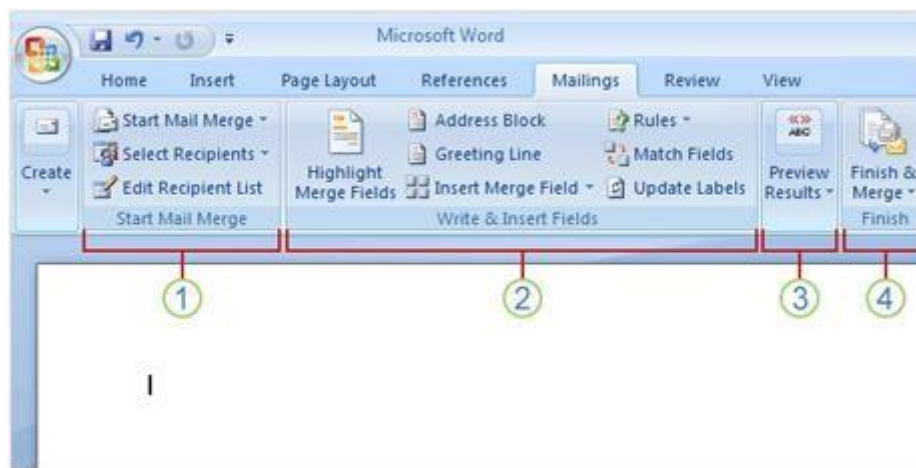 Microsoft Word
Home Insert Page Layout References Mailings Review View
Create
Start Mail Merge
Select Recipients
Edit Recipient List
Start Mail Merge
Highlight
Merge Fields
Address Block
Greeting Line
Insert Merge Field
Rules
Match Fields
Update Labels
Write & Insert Fields
«»
ABC
Preview
Results
Finish &
Merge
Finish
1 2 3 4